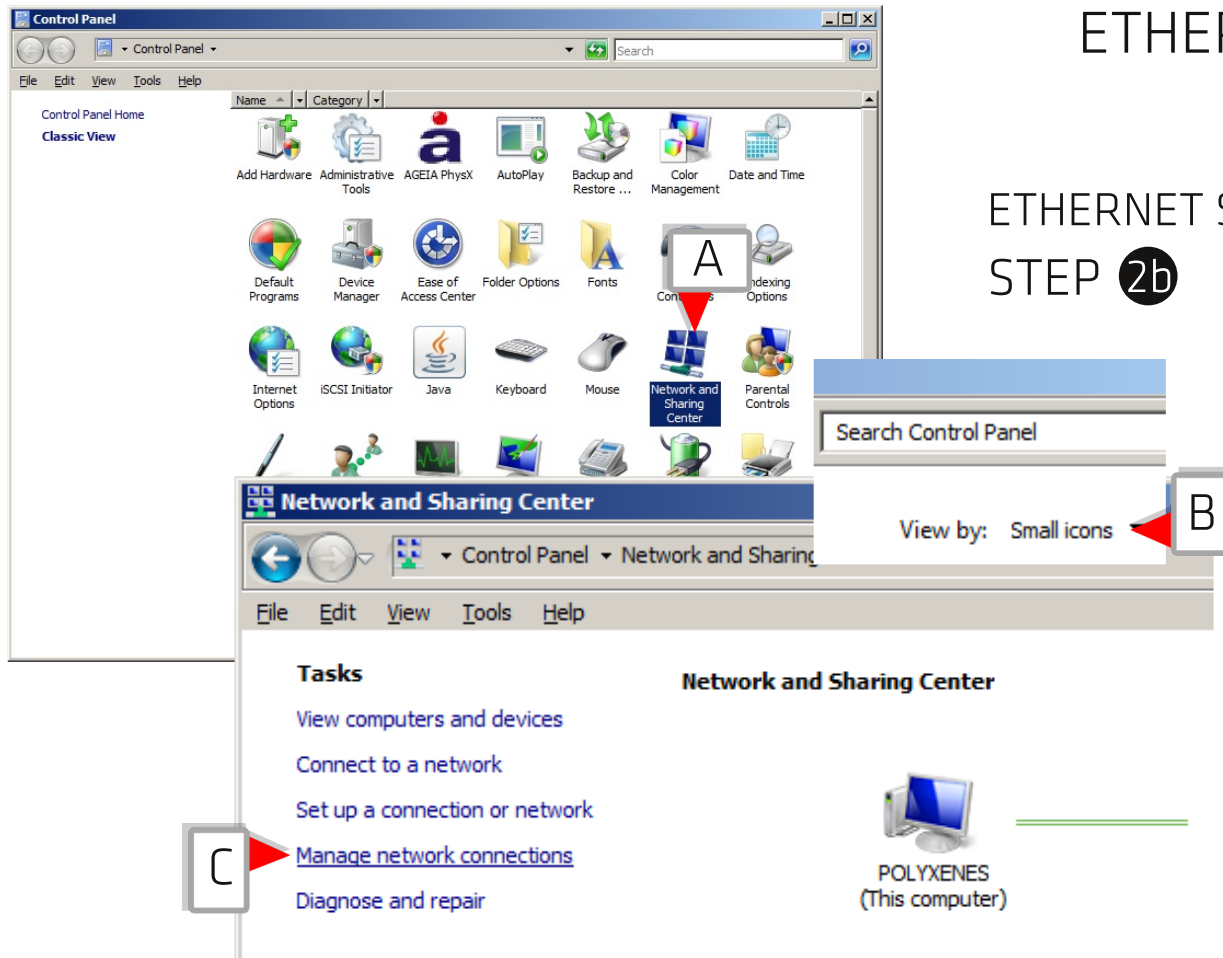 Control Panel
ETHER
Control Panel
Search
File Edit View Tools Help
Name Category
Control Panel Home
Classic View
Add Hardware
Administrative
Tools
AGEIA PhysX
AutoPlay
Backup and
Restore ...
Color
Management
Date and Time
ETHERNET S
STEP 2b
A
Default
Programs
Device
Manager
Ease of
Access Center
Folder Options
Fonts
Options
Internet
Options
iSCSI Initiator
Java
Keyboard
Mouse
Network and
Sharing
Center
Parental
Controls
Search Control Panel
View by: Small icons
B
Network and Sharing Center
Control Panel Network and Sharing
File Edit View Tools Help
Tasks
View computers and devices
Connect to a network
Set up a connection or network
C
Manage network connections
Diagnose and repair
Network and Sharing Center
POLYXENES
(This computer)